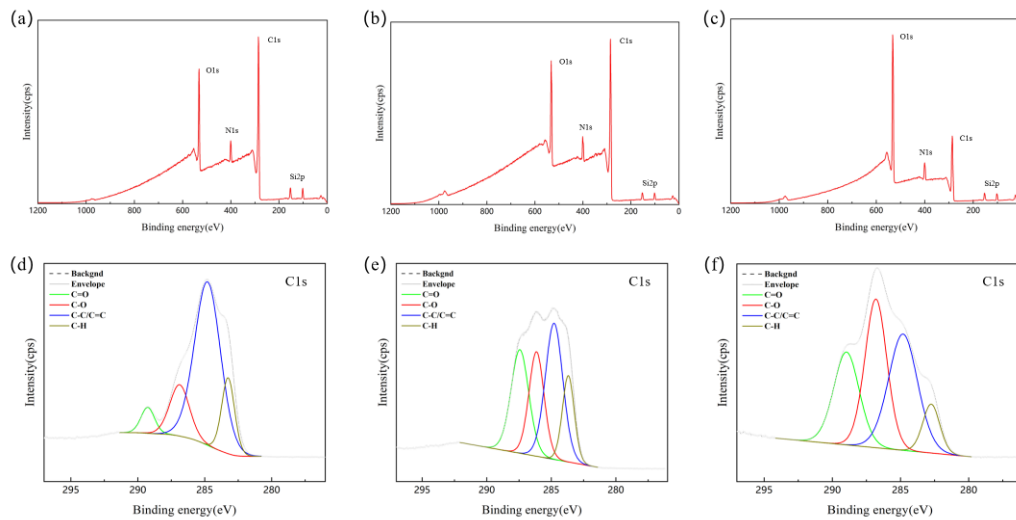 (a)
Intensity(cps)
C1s
O1s
N1s
Si2p
1200 1000 800 600 400 200 0
Binding energy(eV)
(b)
Intensity(cps)
C1s
O1s
N1s
Si2p
1200 1000 800 600 400 200 0
Binding energy(eV)
(c)
Intensity(cps)
O1s
C1s
N1s
Si2p
1200 1000 800 600 400 200
Binding energy(eV)
(d)
Intensity(cps)
Backgnd
Envelope
C=O
C-O
C-C/C=C
C-H
C1s
295 290 285 280
Binding energy(eV)
(e)
Intensity(cps)
Backgnd
Envelope
C=O
C-O
C-C/C=C
C-H
C1s
295 290 285 280
Binding energy(eV)
(f)
Intensity(cps)
Backgnd
Envelope
C=O
C-O
C-C/C=C
C-H
C1s
295 290 285 280
Binding energy(eV)